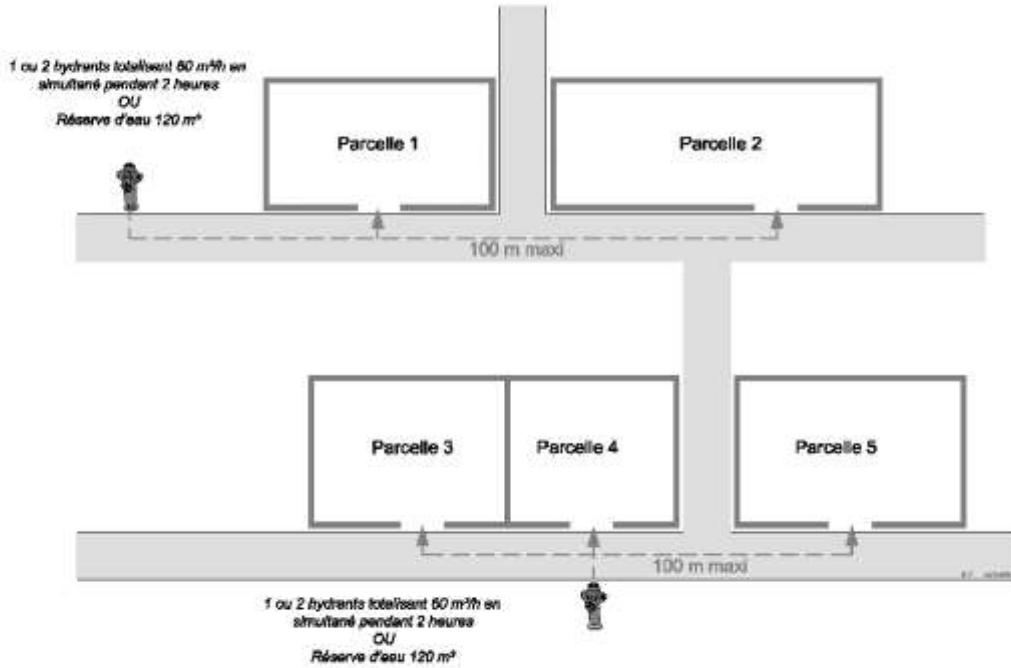 1 ou 2 hydrants totalisant 60 m³/h en
simultané pendant 2 heures
OU
Réserve d'eau 120 m³
Parcelle 1
Parcelle 2
100 m maxi
Parcelle 3
Parcelle 4
Parcelle 5
100 m maxi
1 ou 2 hydrants totalisant 60 m³/h en
simultané pendant 2 heures
OU
Réserve d'eau 120 m³